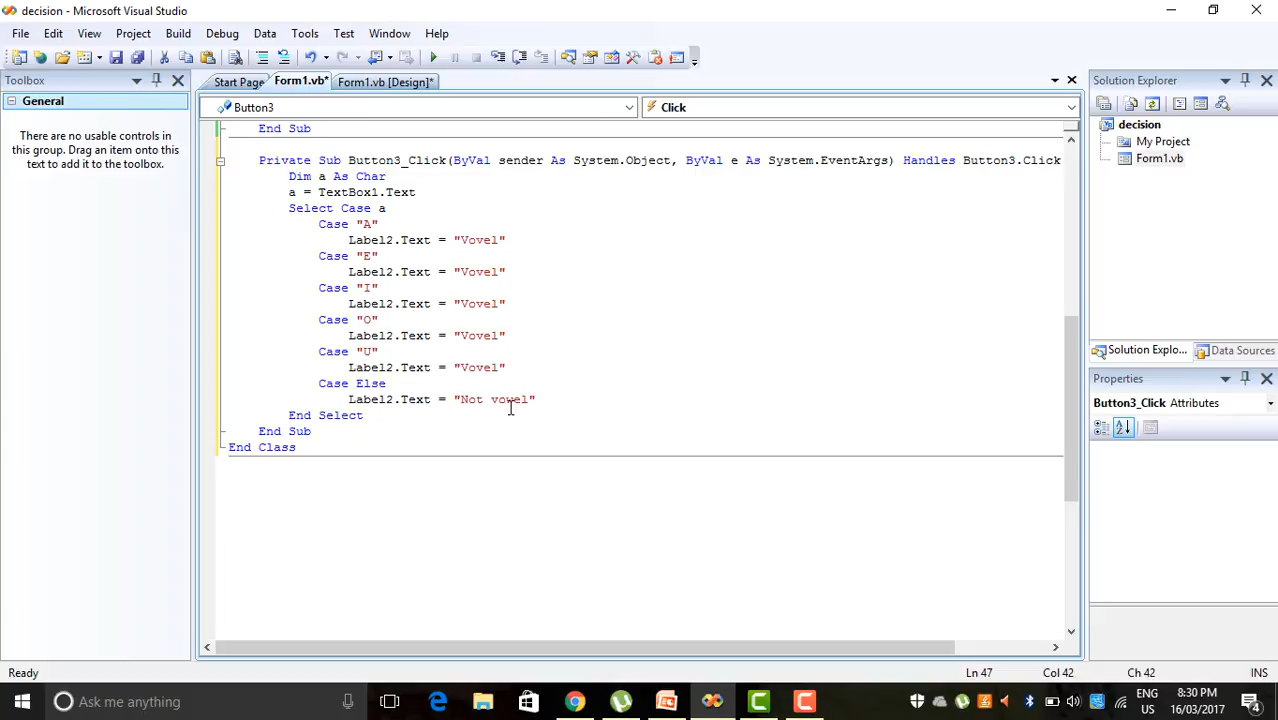 decision - Microsoft Visual Studio
File Edit View Project Build Debug Data Tools Test Window Help
Toolbox
General
There are no usable controls in this group. Drag an item onto this text to add it to the toolbox.
Start Page Form1.vb* Form1.vb [Design]*
Button3 Click
End Sub
Private Sub Button3_Click(ByVal sender As System.Object, ByVal e As System.EventArgs) Handles Button3.Click
Dim a As Char
a = TextBox1.Text
Select Case a
Case "A"
Label2.Text = "Vovel"
Case "E"
Label2.Text = "Vovel"
Case "I"
Label2.Text = "Vovel"
Case "O"
Label2.Text = "Vovel"
Case "U"
Label2.Text = "Vovel"
Case Else
Label2.Text = "Not vovel"
End Select
End Sub
End Class
Solution Explorer
decision
My Project
Form1.vb
Solution Explo... Data Sources
Properties
Button3_Click Attributes
Ready Ln 47 Col 42 Ch 42 INS
Ask me anything
ENG 8:30 PM
US 16/03/2017
4